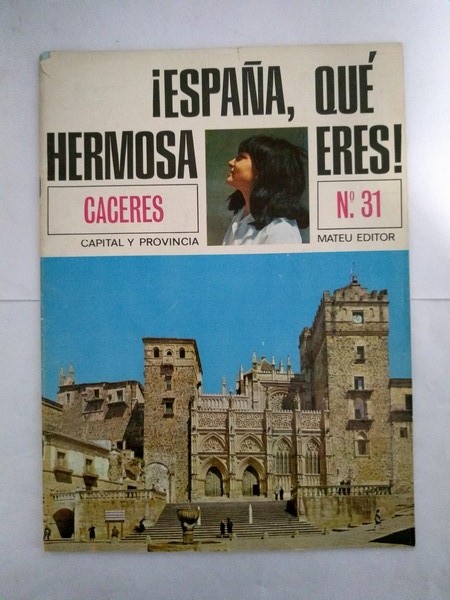 ¡ESPAÑA, QUÉ
HERMOSA ERES!
CACERES
Nº 31
CAPITAL Y PROVINCIA
MATEU EDITOR